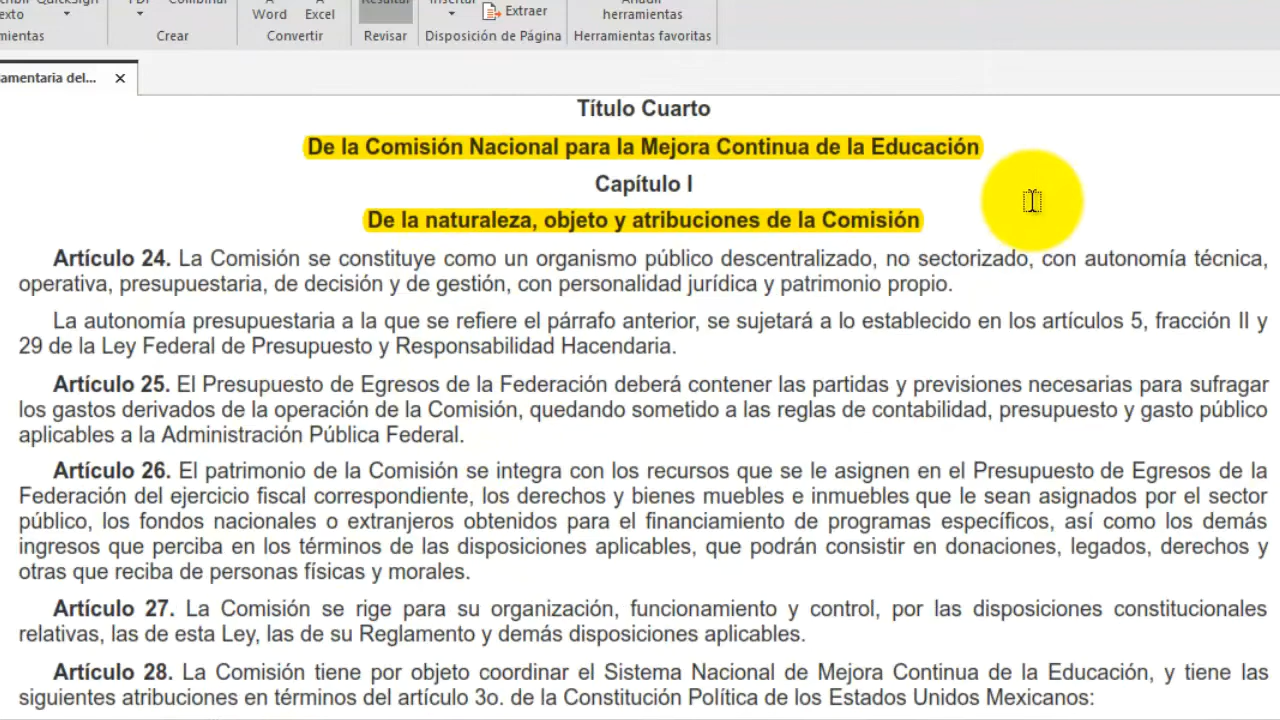 Word
Excel
Extraer
herramientas
Crear
Convertir
Revisar
Disposición de Página
Herramientas favoritas
amentaria del... ×
Título Cuarto
De la Comisión Nacional para la Mejora Continua de la Educación
Capítulo I
De la naturaleza, objeto y atribuciones de la Comisión
Artículo 24. La Comisión se constituye como un organismo público descentralizado, no sectorizado, con autonomía técnica,
operativa, presupuestaria, de decisión y de gestión, con personalidad jurídica y patrimonio propio.
La autonomía presupuestaria a la que se refiere el párrafo anterior, se sujetará a lo establecido en los artículos 5, fracción II y
29 de la Ley Federal de Presupuesto y Responsabilidad Hacendaria.
Artículo 25. El Presupuesto de Egresos de la Federación deberá contener las partidas y previsiones necesarias para sufragar
los gastos derivados de la operación de la Comisión, quedando sometido a las reglas de contabilidad, presupuesto y gasto público
aplicables a la Administración Pública Federal.
Artículo 26. El patrimonio de la Comisión se integra con los recursos que se le asignen en el Presupuesto de Egresos de la
Federación del ejercicio fiscal correspondiente, los derechos y bienes muebles e inmuebles que le sean asignados por el sector
público, los fondos nacionales o extranjeros obtenidos para el financiamiento de programas específicos, así como los demás
ingresos que perciba en los términos de las disposiciones aplicables, que podrán consistir en donaciones, legados, derechos y
otras que reciba de personas físicas y morales.
Artículo 27. La Comisión se rige para su organización, funcionamiento y control, por las disposiciones constitucionales
relativas, las de esta Ley, las de su Reglamento y demás disposiciones aplicables.
Artículo 28. La Comisión tiene por objeto coordinar el Sistema Nacional de Mejora Continua de la Educación, y tiene las
siguientes atribuciones en términos del artículo 3o. de la Constitución Política de los Estados Unidos Mexicanos: